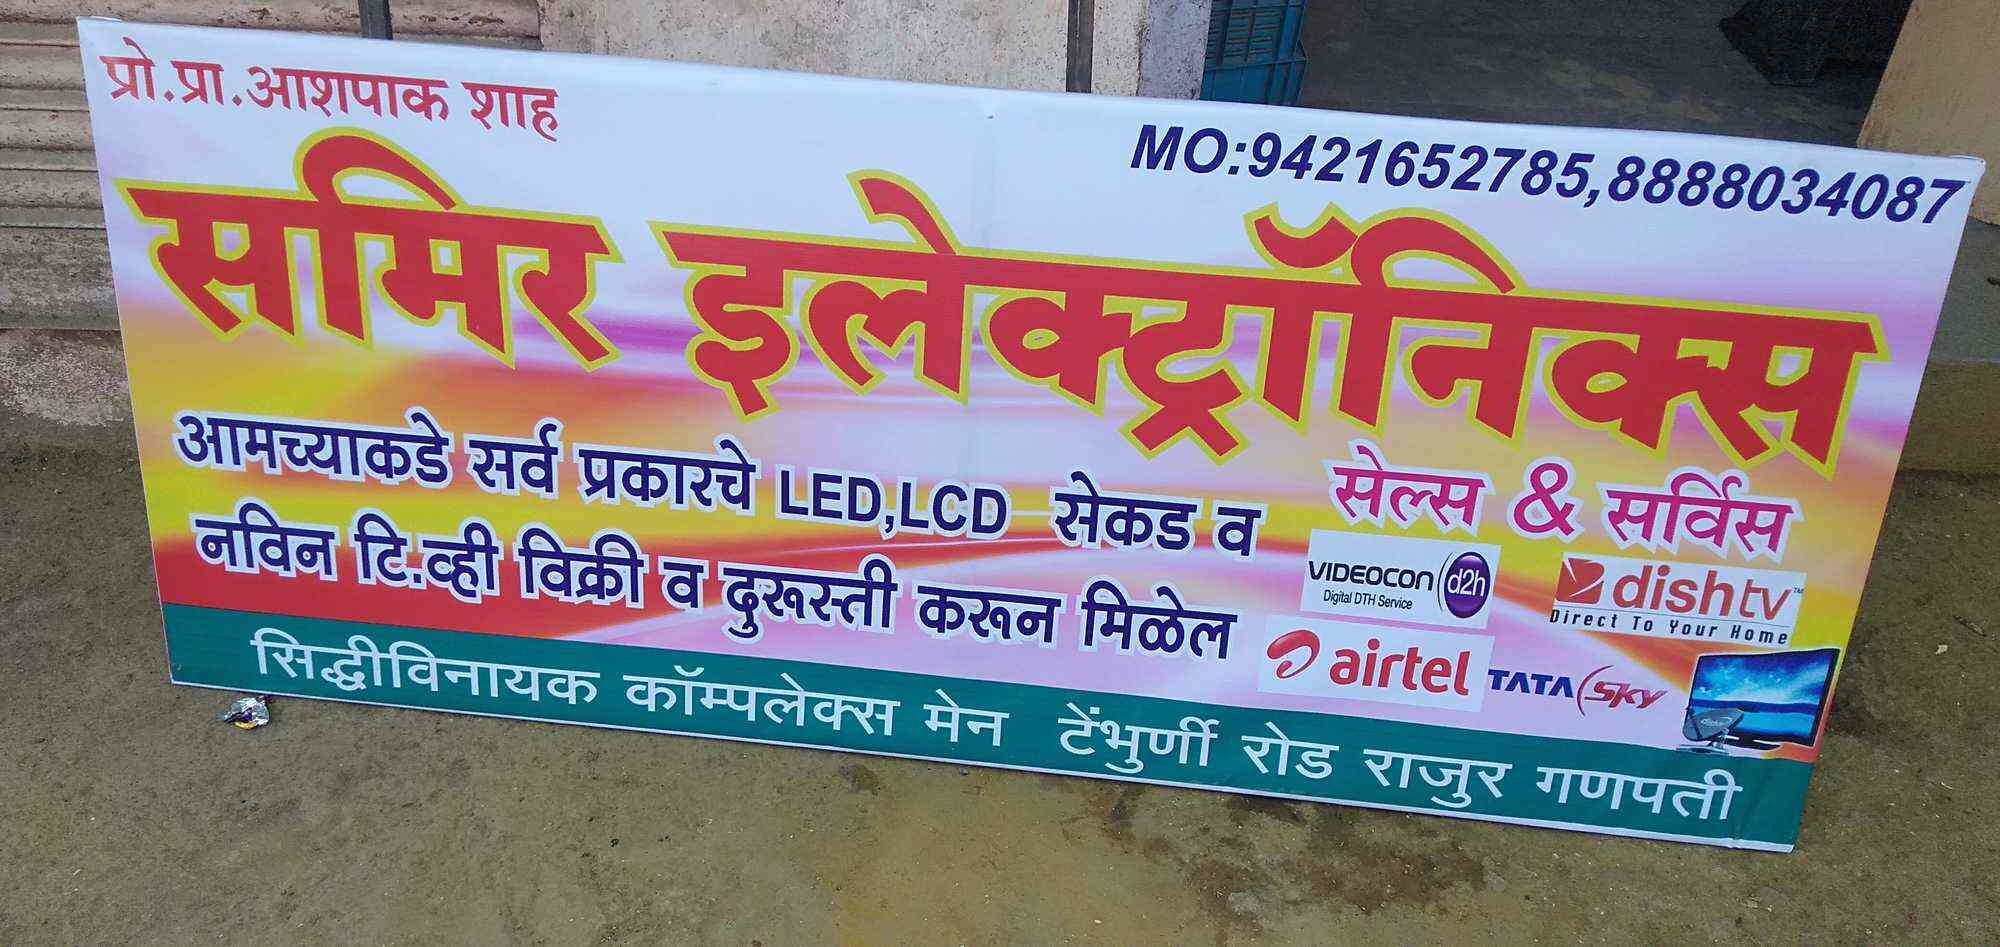 प्रो.प्रा.आशपाक शाह
MO:9421652785,8888034087
समिर इलेक्ट्रॉनिक्स
सेल्स & सर्विस
आमच्याकडे सर्व प्रकारचे LED,LCD सेकड व
नविन टि.व्ही विक्री व दुरूस्ती करून मिळेल
VIDEOCON d2h
Digital DTH Service
dishtv TM
Direct To Your Home
airtel
TATA Sky
सिद्धीविनायक कॉम्पलेक्स मेन टेंभुर्णी रोड राजुर गणपती